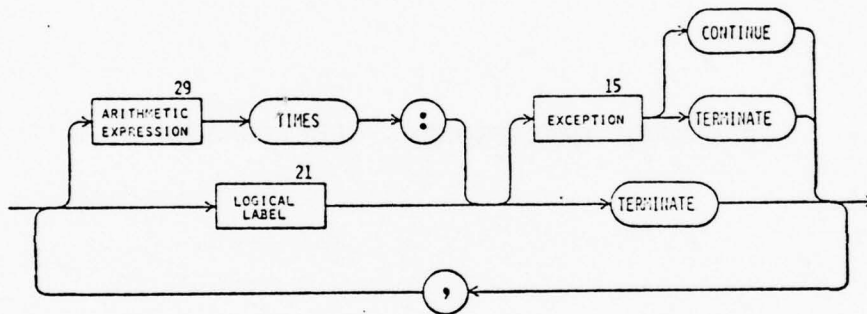 CONTINUE
29
15
ARITHMETIC
EXPRESSION
TIMES
:
EXCEPTION
TERMINATE
21
LOGICAL
LABEL
TERMINATE
,